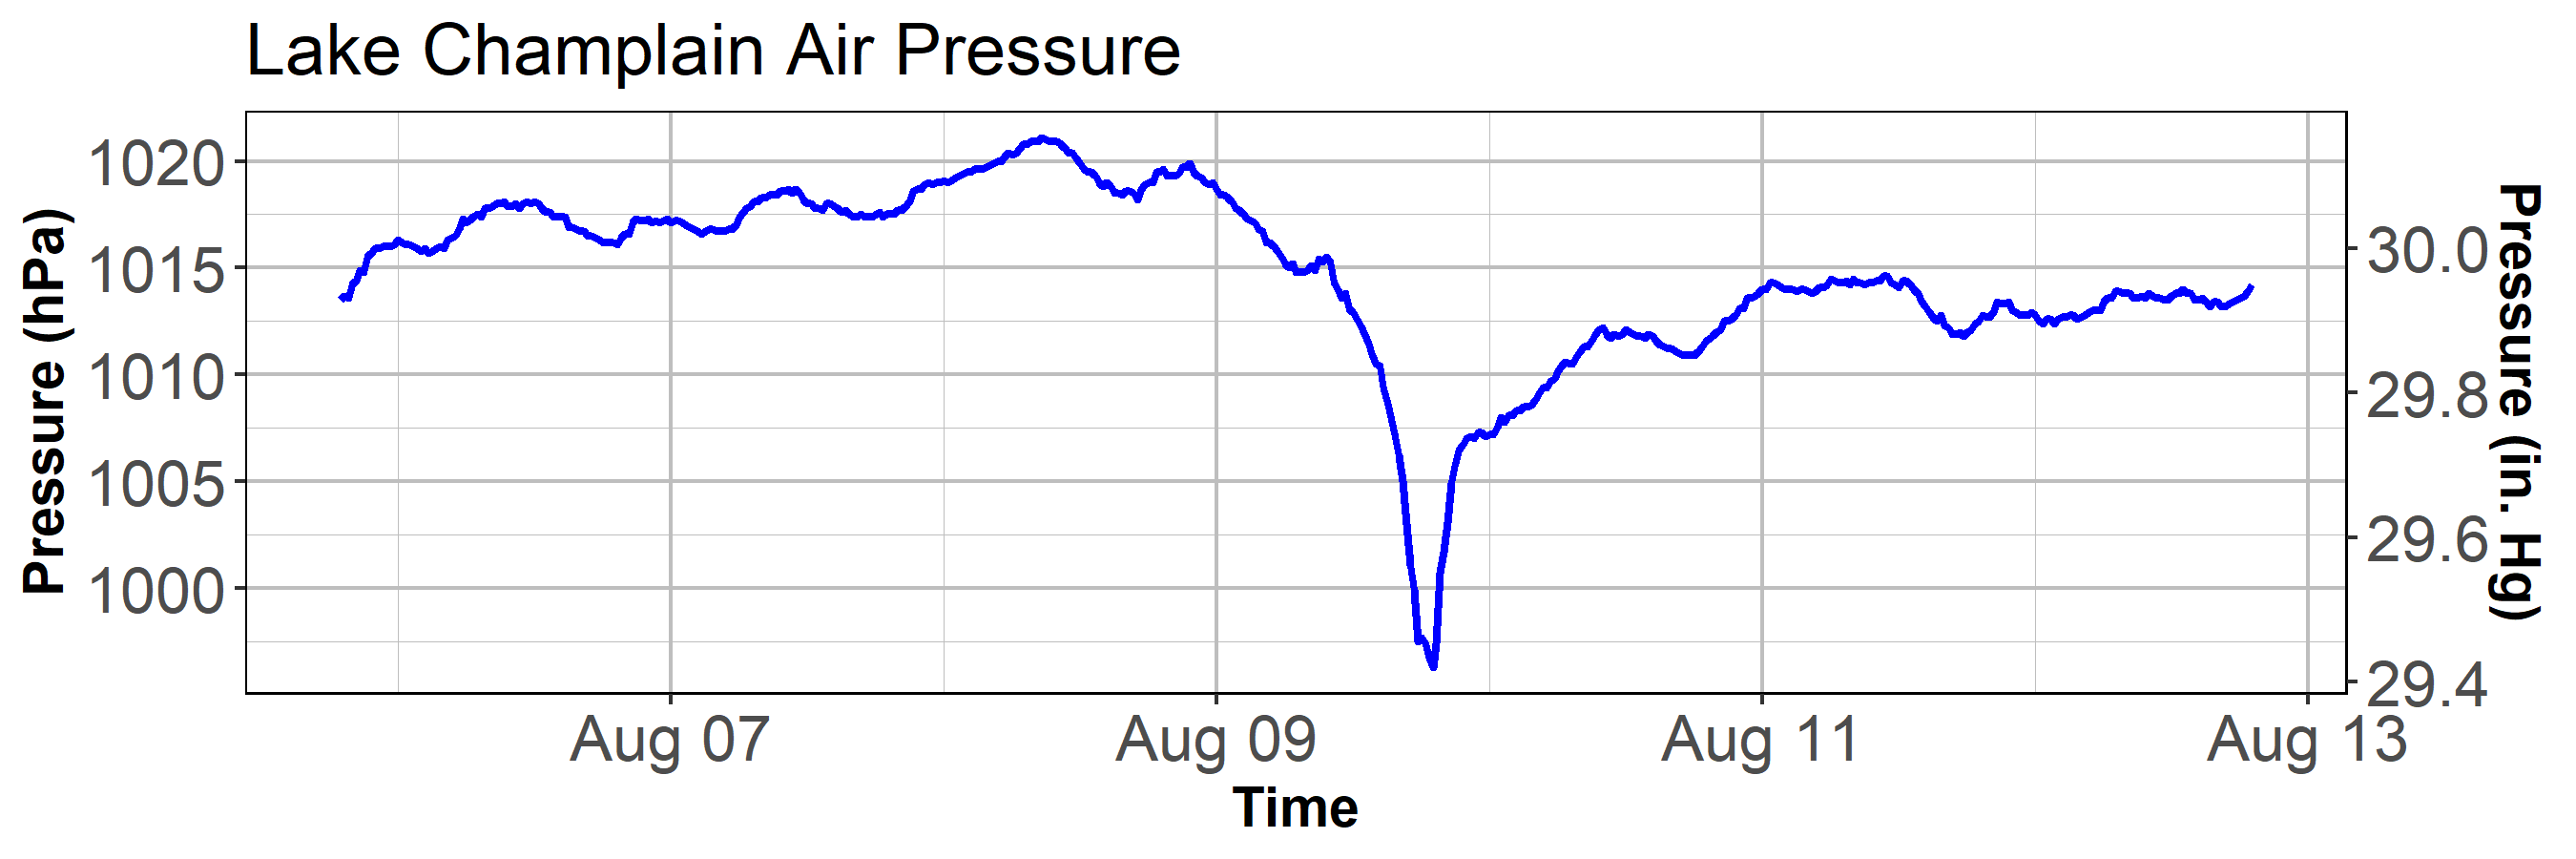 Lake Champlain Air Pressure
Pressure (hPa)
1020
1015
1010
1005
1000
30.0
29.8
29.6
29.4
Pressure (in. Hg)
Aug 07 Aug 09 Aug 11 Aug 13
Time